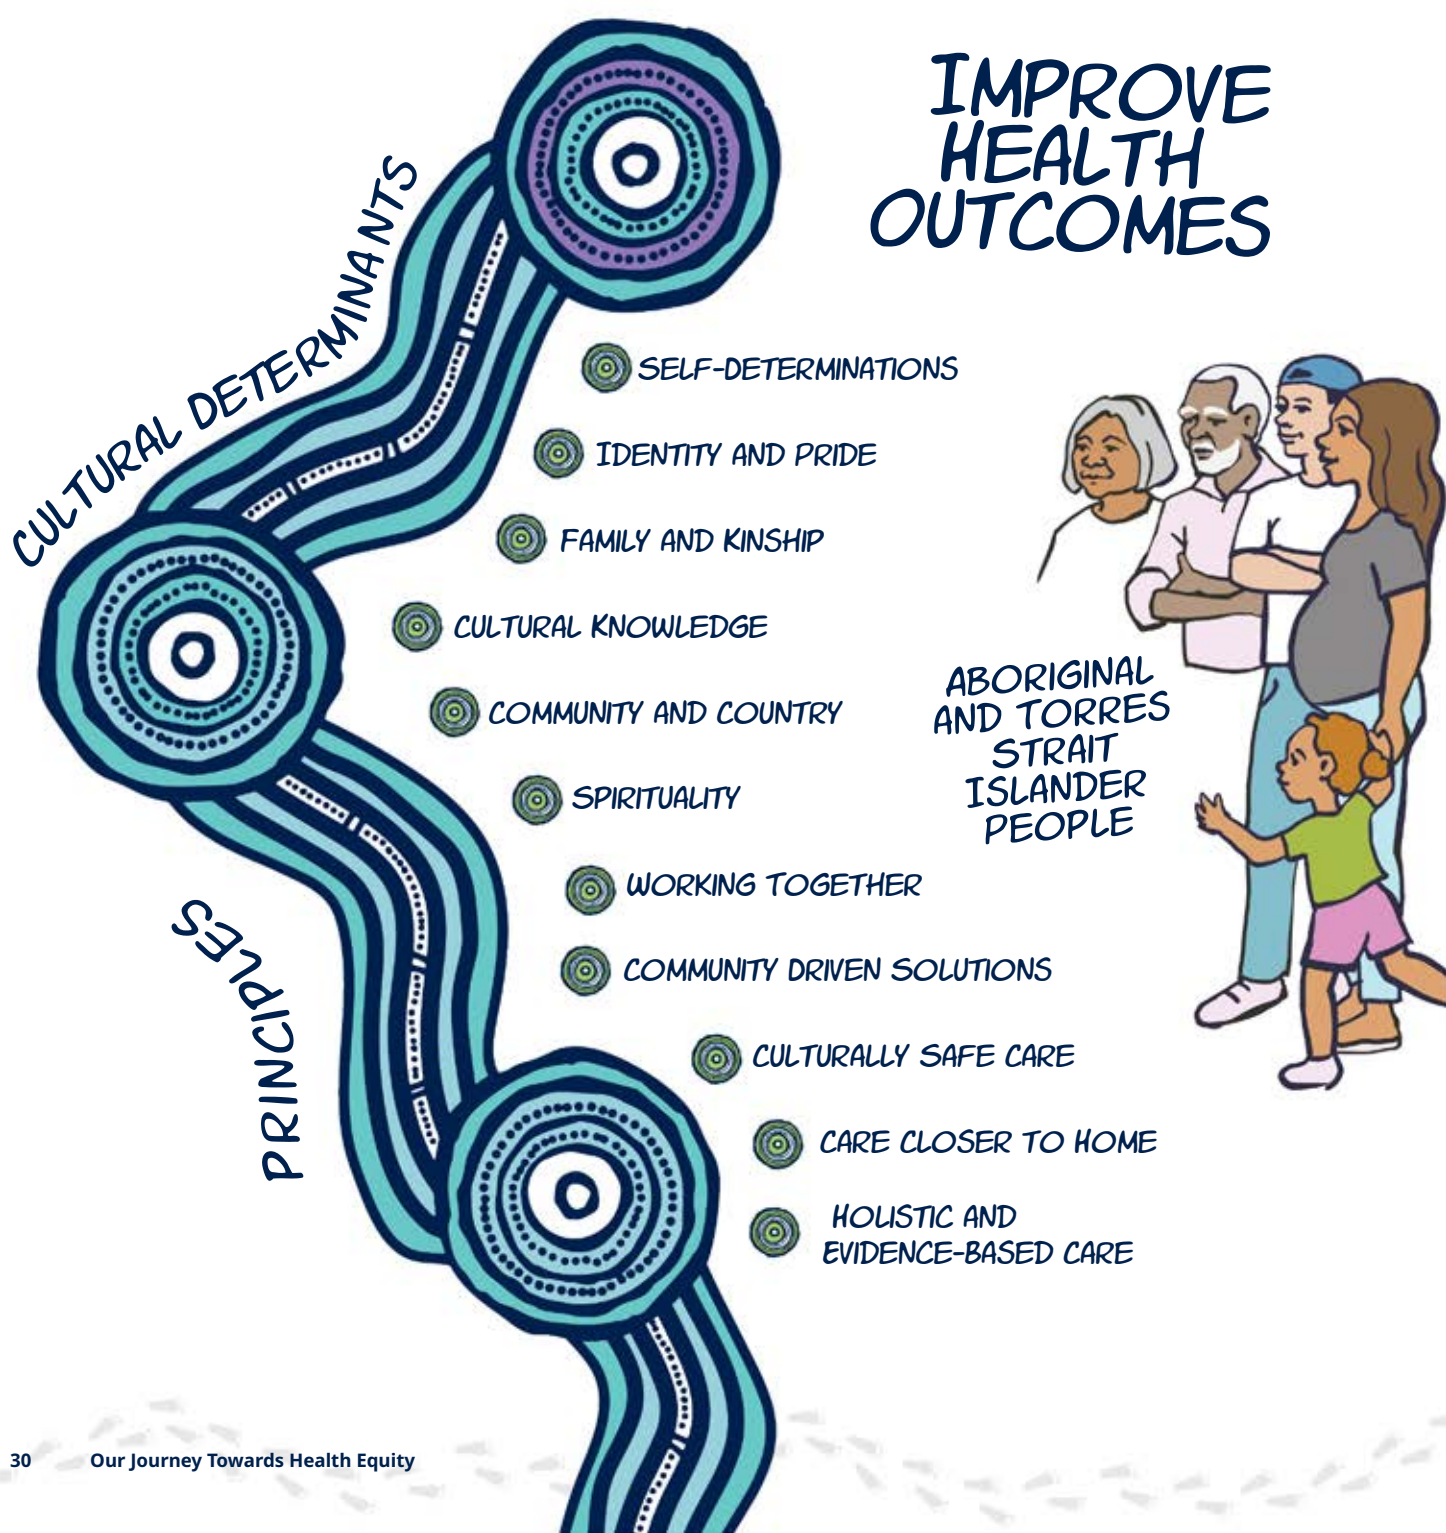 IMPROVE
HEALTH
OUTCOMES
CULTURAL DETERMINANTS
SELF-DETERMINATIONS
IDENTITY AND PRIDE
FAMILY AND KINSHIP
CULTURAL KNOWLEDGE
COMMUNITY AND COUNTRY
SPIRITUALITY
ABORIGINAL
AND TORRES
STRAIT
ISLANDER
PEOPLE
PRINCIPLES
WORKING TOGETHER
COMMUNITY DRIVEN SOLUTIONS
CULTURALLY SAFE CARE
CARE CLOSER TO HOME
HOLISTIC AND
EVIDENCE-BASED CARE
30 Our Journey Towards Health Equity